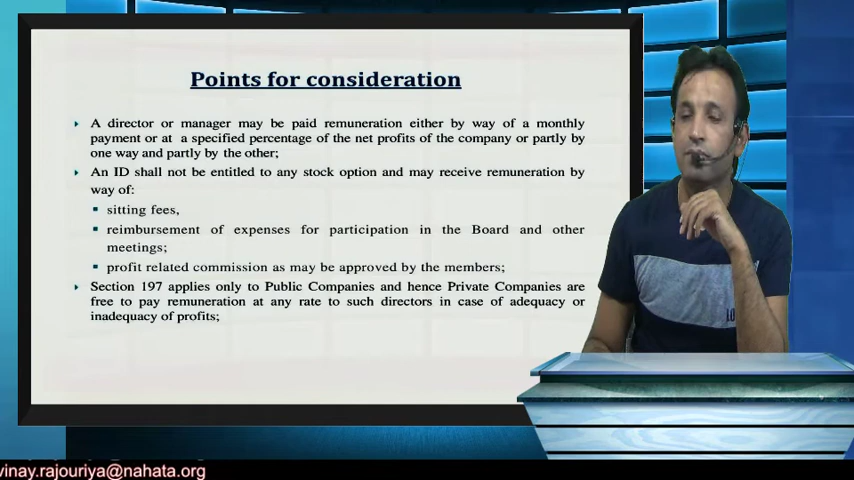 Points for consideration
A director or manager may be paid remuneration either by way of a monthly
payment or at a specified percentage of the net profits of the company or partly by
one way and partly by the other;
An ID shall not be entitled to any stock option and may receive remuneration by
way of:
sitting fees,
reimbursement of expenses for participation in the Board and other
meetings;
profit related commission as may be approved by the members;
Section 197 applies only to Public Companies and hence Private Companies are
free to pay remuneration at any rate to such directors in case of adequacy or
inadequacy of profits;
vinay.rajouriya@nahata.org